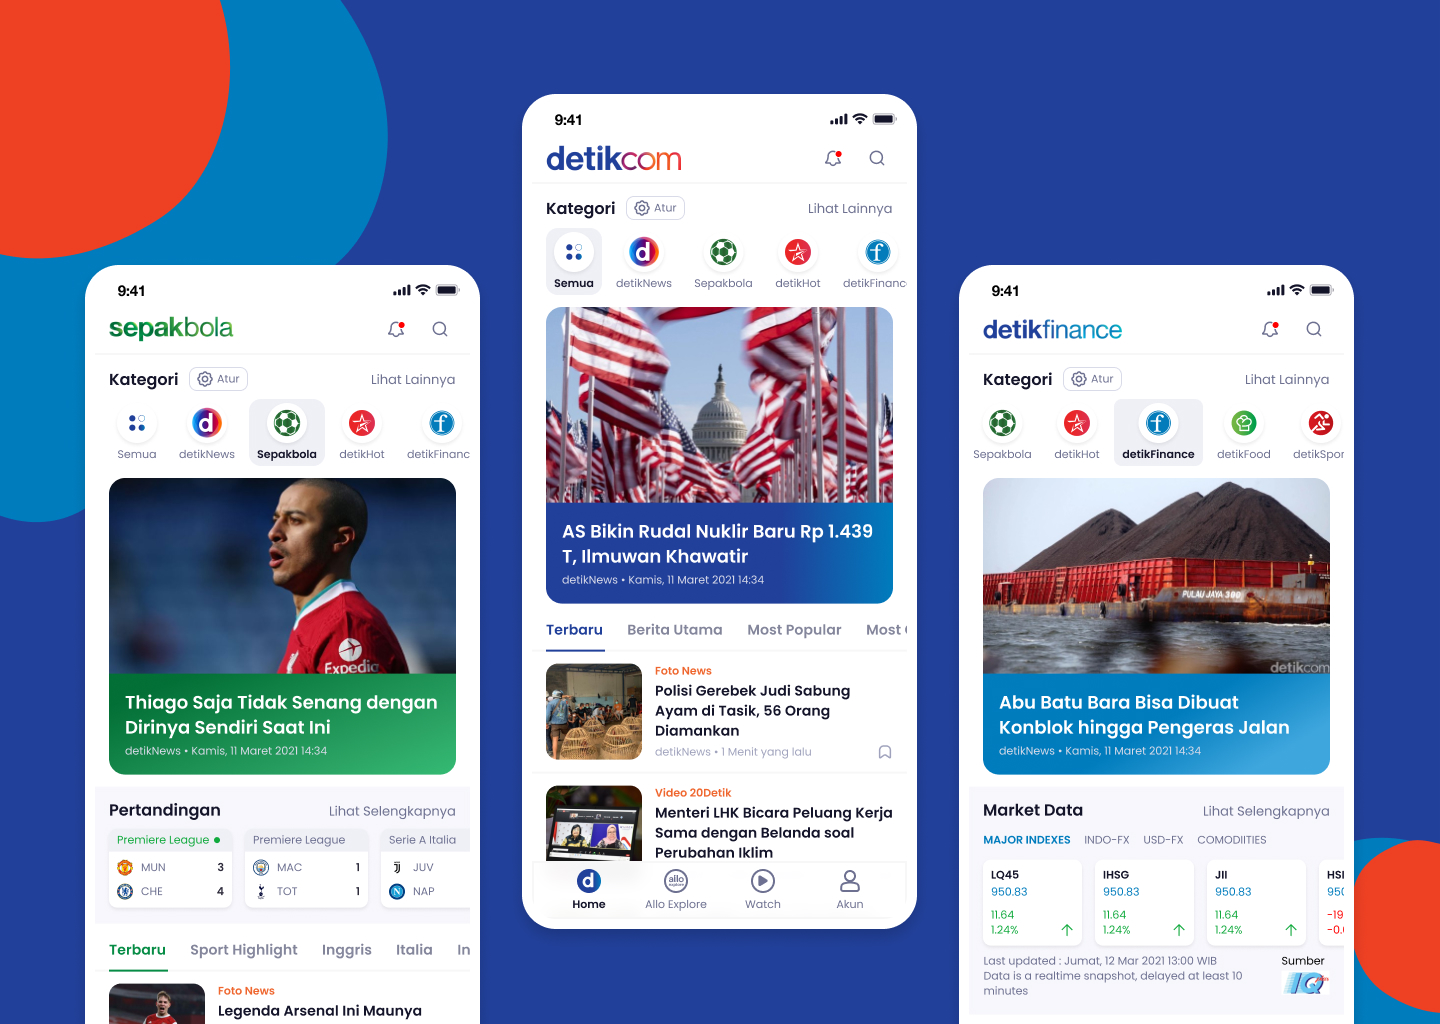 9:41
sepakbola
Kategori
Atur
Lihat Lainnya
Semua
detikNews
Sepakbola
detikHot
detikFinanc
Expedia
Thiago Saja Tidak Senang dengan
Dirinya Sendiri Saat Ini
detikNews • Kamis, 11 Maret 2021 14:34
Pertandingan
Lihat Selengkapnya
Premiere League
MUN 3
CHE 4
Premiere League
MAC 1
TOT 1
Serie A Italia
JUV
NAP
Terbaru
Sport Highlight
Inggris
Italia
In
Foto News
Legenda Arsenal Ini Maunya
9:41
detikcom
Kategori
Atur
Lihat Lainnya
Semua
detikNews
Sepakbola
detikHot
detikFinanc
AS Bikin Rudal Nuklir Baru Rp 1.439
T, Ilmuwan Khawatir
detikNews • Kamis, 11 Maret 2021 14:34
Terbaru
Berita Utama
Most Popular
Most
Foto News
Polisi Gerebek Judi Sabung
Ayam di Tasik, 56 Orang
Diamankan
detikNews • 1 Menit yang lalu
Video 20Detik
Menteri LHK Bicara Peluang Kerja
Sama dengan Belanda soal
Perubahan Iklim
Home
allo
explore
Allo Explore
Watch
Akun
9:41
detikfinance
Kategori
Atur
Lihat Lainnya
Sepakbola
detikHot
detikFinance
detikFood
detikSpor
PULAU JAYA 300
detikcom
Abu Batu Bara Bisa Dibuat
Konblok hingga Pengeras Jalan
detikNews • Kamis, 11 Maret 2021 14:34
Market Data
Lihat Selengkapnya
MAJOR INDEXES
INDO-FX
USD-FX
COMODIITIES
LQ45
950.83
11.64
1.24%
IHSG
950.83
11.64
1.24%
JII
950.83
11.64
1.24%
HSI
950
-19
-0.
Last updated : Jumat, 12 Mar 2021 13:00 WIB
Data is a realtime snapshot, delayed at least 10
minutes
Sumber
IQ